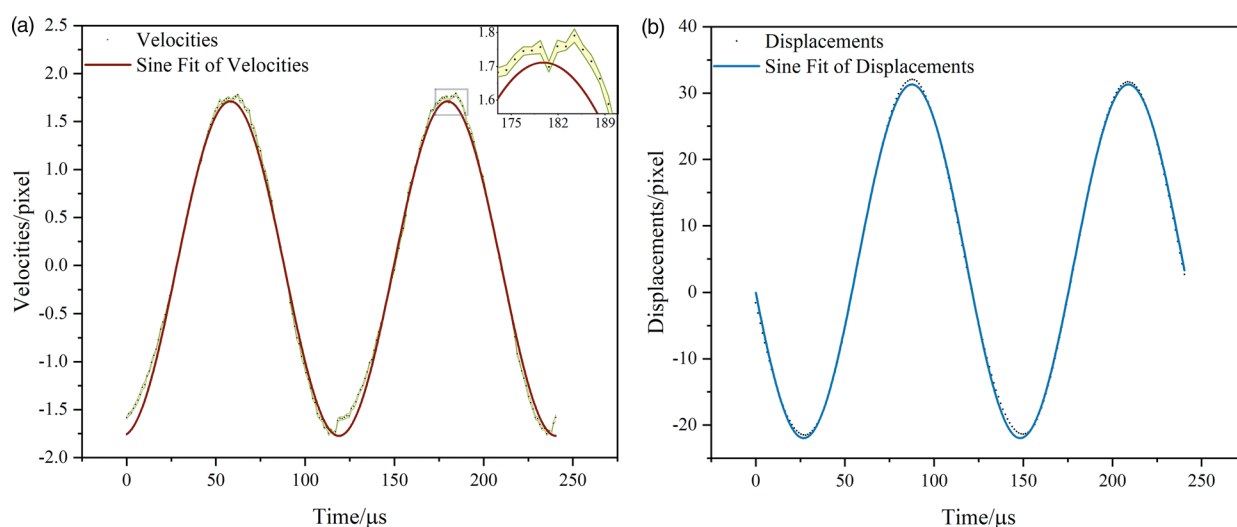 (a)
Velocities
Sine Fit of Velocities
2.5
2.0
1.5
1.0
0.5
0.0
-0.5
-1.0
-1.5
-2.0
Velocities/pixel
0 50 100 150 200 250
Time/μs
1.8
1.7
1.6
175 182 189
(b)
Displacements
Sine Fit of Displacements
40
30
20
10
0
-10
-20
Displacements/pixel
0 50 100 150 200 250
Time/μs